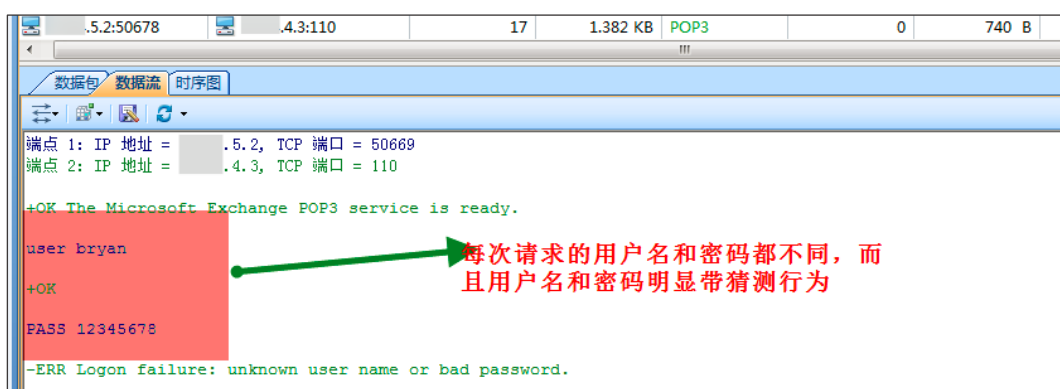 .5.2:50678 .4.3:110 17 1.382 KB POP3 0 740 B
数据包 数据流 时序图
端点 1: IP 地址 = .5.2, TCP 端口 = 50669
端点 2: IP 地址 = .4.3, TCP 端口 = 110
+OK The Microsoft Exchange POP3 service is ready.
user bryan
每次请求的用户名和密码都不同，而
且用户名和密码明显带猜测行为
+OK
PASS 12345678
-ERR Logon failure: unknown user name or bad password.